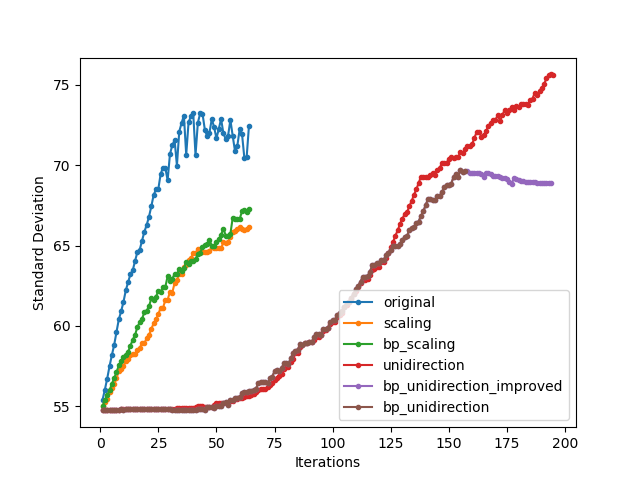 75
70
65
60
55
Standard Deviation
original
scaling
bp_scaling
unidirection
bp_unidirection_improved
bp_unidirection
0 25 50 75 100 125 150 175 200
Iterations